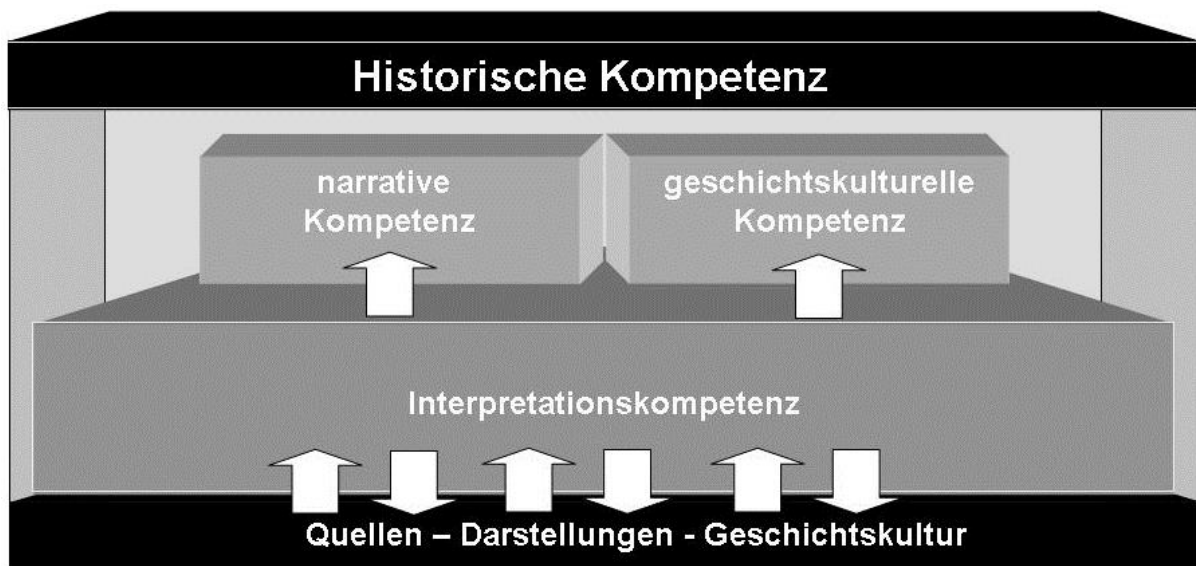 Historische Kompetenz
narrative
Kompetenz
geschichtskulturelle
Kompetenz
Interpretationskompetenz
Quellen – Darstellungen - Geschichtskultur